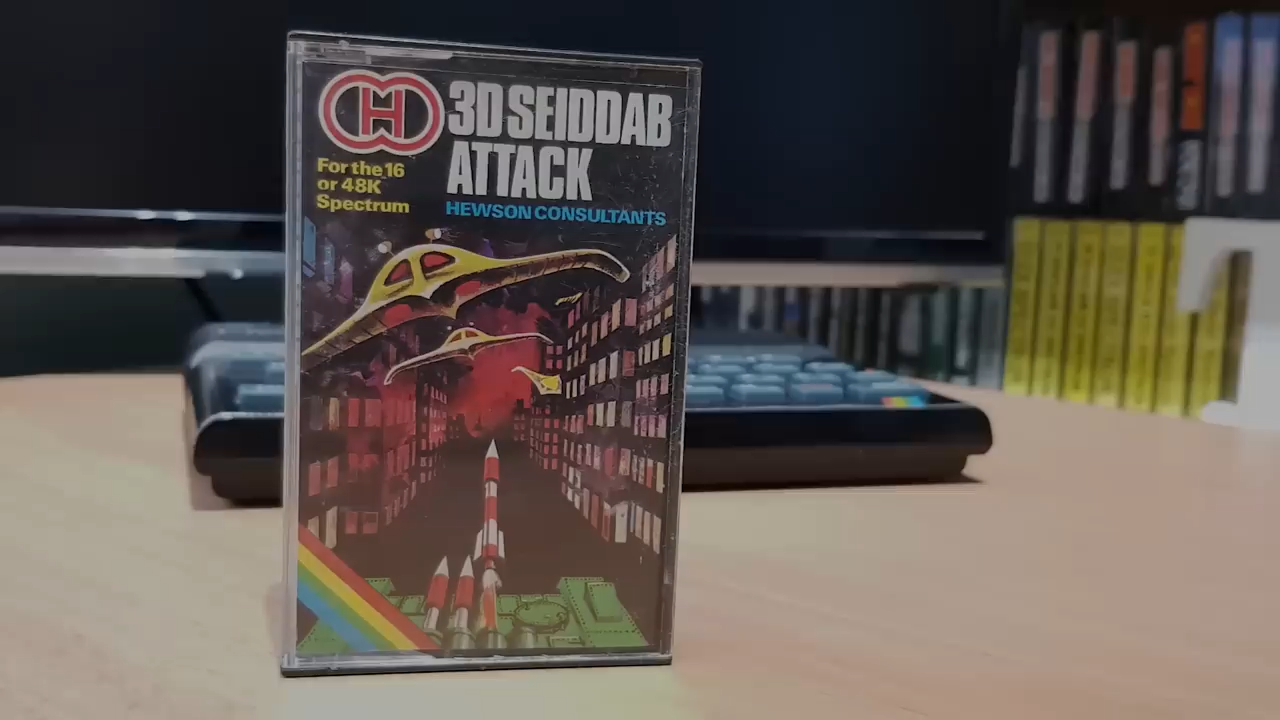 H
3D SEIDDAB
ATTACK
For the 16
or 48K
Spectrum
HEWSON CONSULTANTS